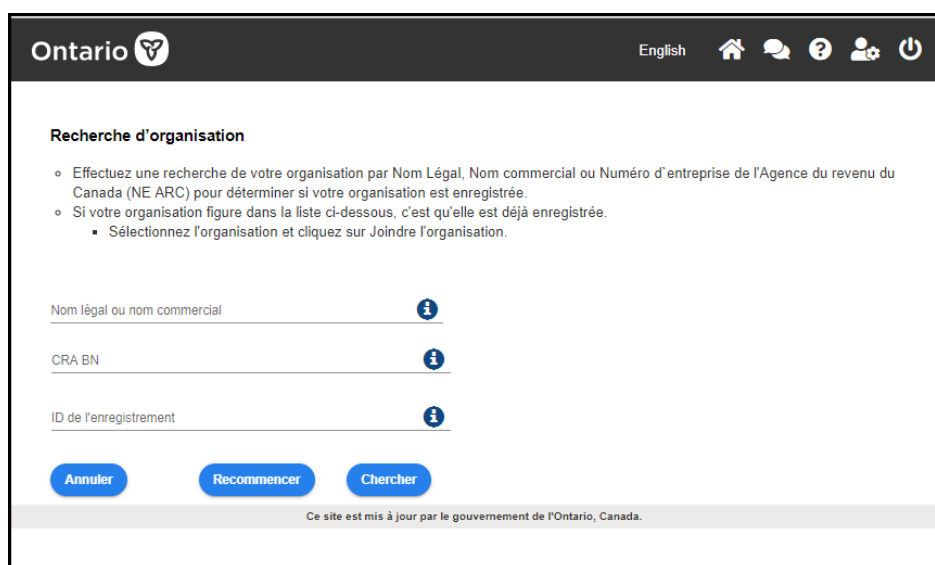 Ontario
English
Recherche d'organisation
Effectuez une recherche de votre organisation par Nom Légal, Nom commercial ou Numéro d`entreprise de l'Agence du revenu du
Canada (NE ARC) pour déterminer si votre organisation est enregistrée.
Si votre organisation figure dans la liste ci-dessous, c'est qu'elle est déjà enregistrée.
Sélectionnez l'organisation et cliquez sur Joindre l'organisation.
Nom légal ou nom commercial
CRA BN
ID de l'enregistrement
Annuler Recommencer Chercher
Ce site est mis à jour par le gouvernement de l'Ontario, Canada.